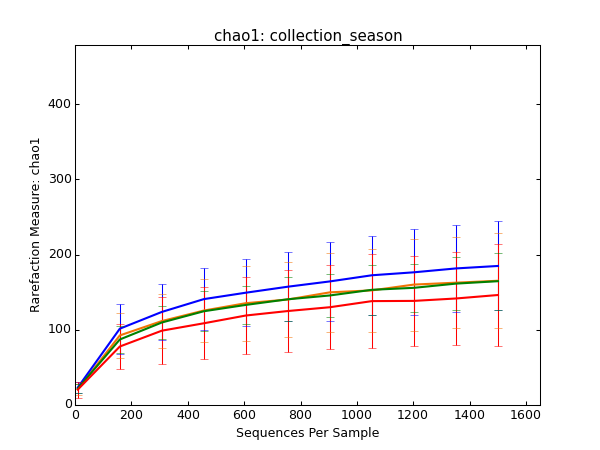 chao1: collection_season
Rarefaction Measure: chao1
400
300
200
100
0
0 200 400 600 800 1000 1200 1400 1600
Sequences Per Sample